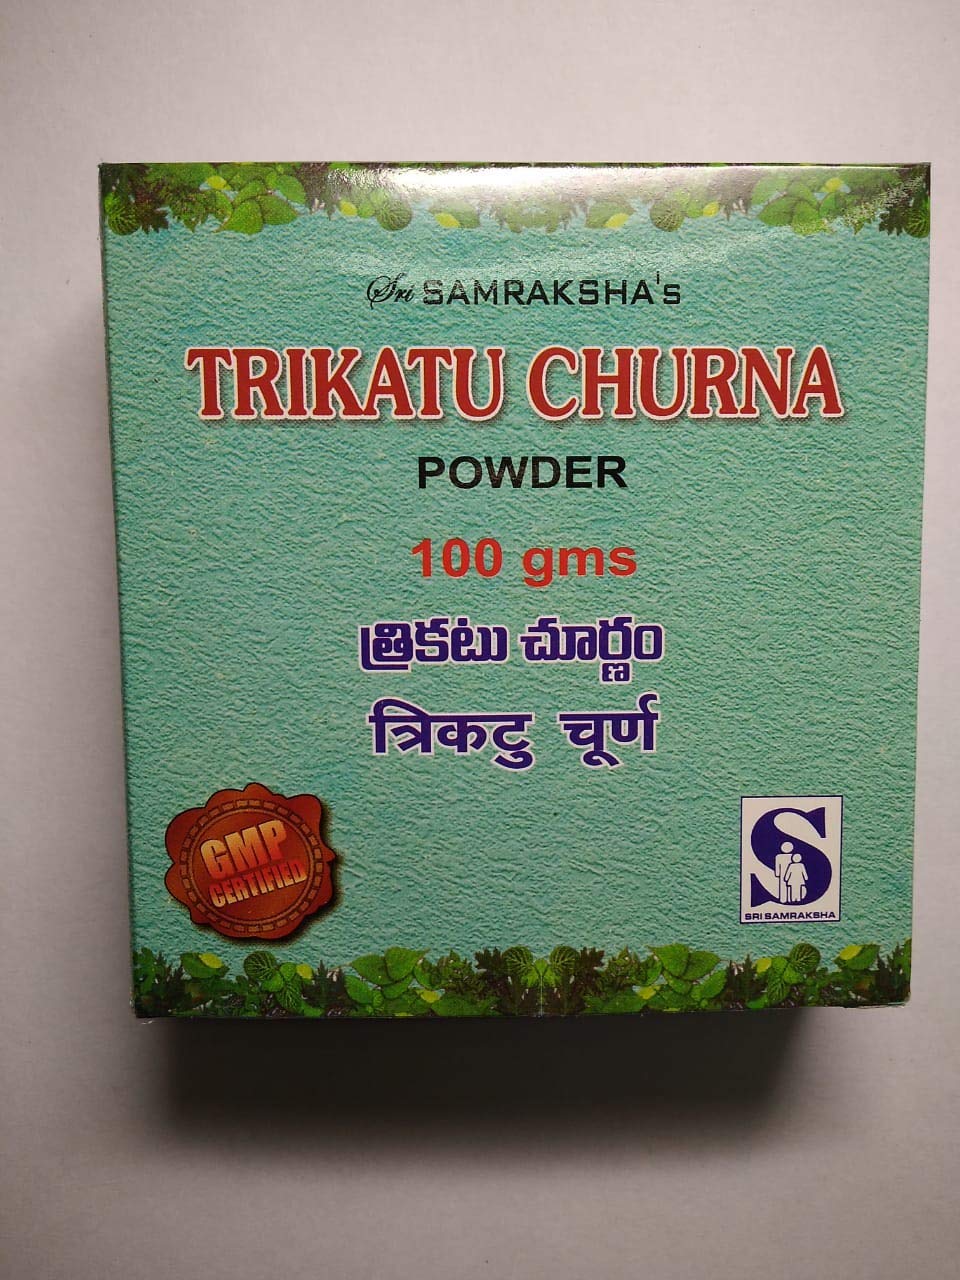 Sri SAMRAKSHA's
TRIKATU CHURNA
POWDER
100 gms
త్రికటు చూర్ణం
त्रिकटु चूर्ण
GMP
CERTIFIED
S
SRI SAMRAKSHA